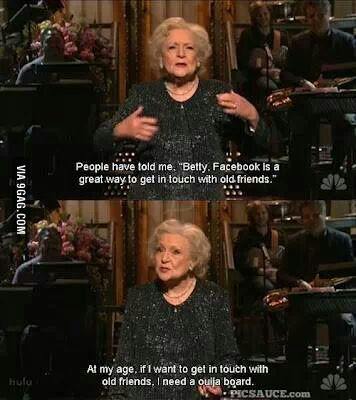 People have told me, "Betty, Facebook is a
great way to get in touch with old friends."
VIA 9GAG.COM
At my age, if I want to get in touch with
old friends, I need a ouija board.
hulu
PICSAUCE.com